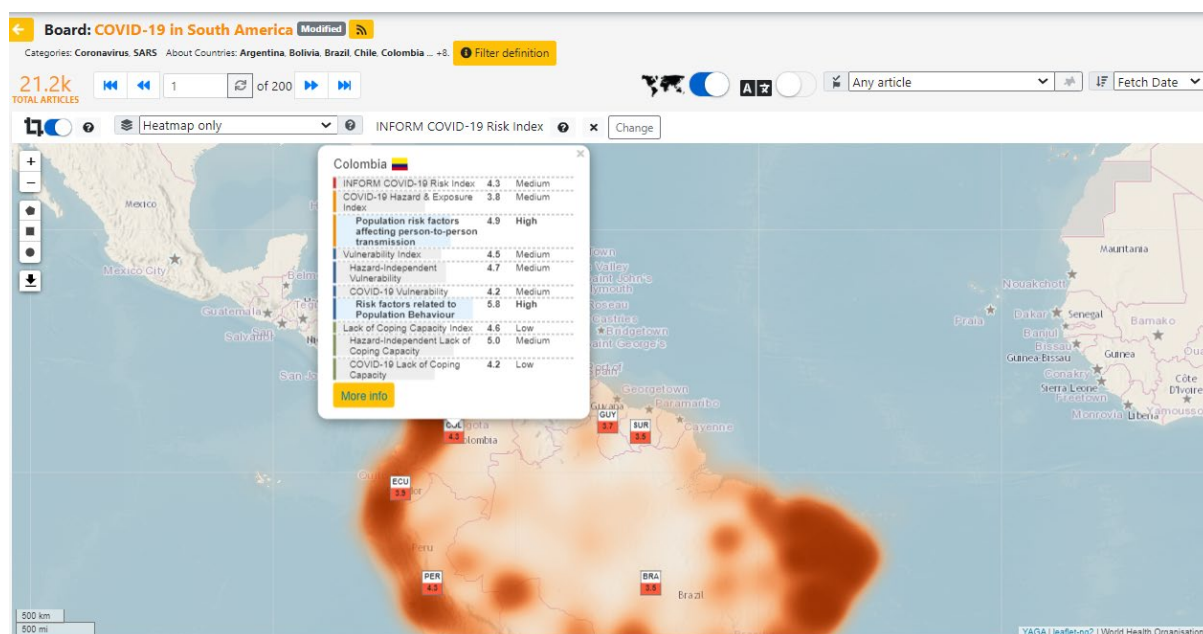 Board: COVID-19 in South America Modified
Categories: Coronavirus, SARS About Countries: Argentina, Bolivia, Brazil, Chile, Colombia ... +8. Filter definition
21.2k
TOTAL ARTICLES
1
of 200
Any article
Fetch Date
Heatmap only
INFORM COVID-19 Risk Index
Change
Colombia
INFORM COVID-19 Risk Index 4.3 Medium
COVID-19 Hazard & Exposure 3.8 Medium
Index
Population risk factors 4.9 High
affecting person-to-person
transmission
Vulnerability Index 4.5 Medium
Hazard-Independent 4.7 Medium
Vulnerability
COVID-19 Vulnerability 4.2 Medium
Risk factors related to 5.8 High
Population Behaviour
Lack of Coping Capacity Index 4.6 Low
Hazard-Independent Lack of 5.0 Medium
Coping Capacity
COVID-19 Lack of Coping 4.2 Low
Capacity
More info
Mexico
Mexico City
Guatemala
Mauritania
Nouakchott
Praia
Dakar
Senegal
Banjul
Bamako
Bissau
Guinea-Bissau
Guinea
Conakry
Sierra Leone
Freetown
Côte
D'Ivoire
Monrovia
Liberia
Bridgetown
Georgetown
Paramaribo
Cayenne
GUY
3.7
SUR
3.5
COL
4.3
ECU
3.9
Peru
PER
4.3
BRA
3.6
Brazil
500 km
500 mi
YAGA | leaflet-ng2 | World Health Organisation